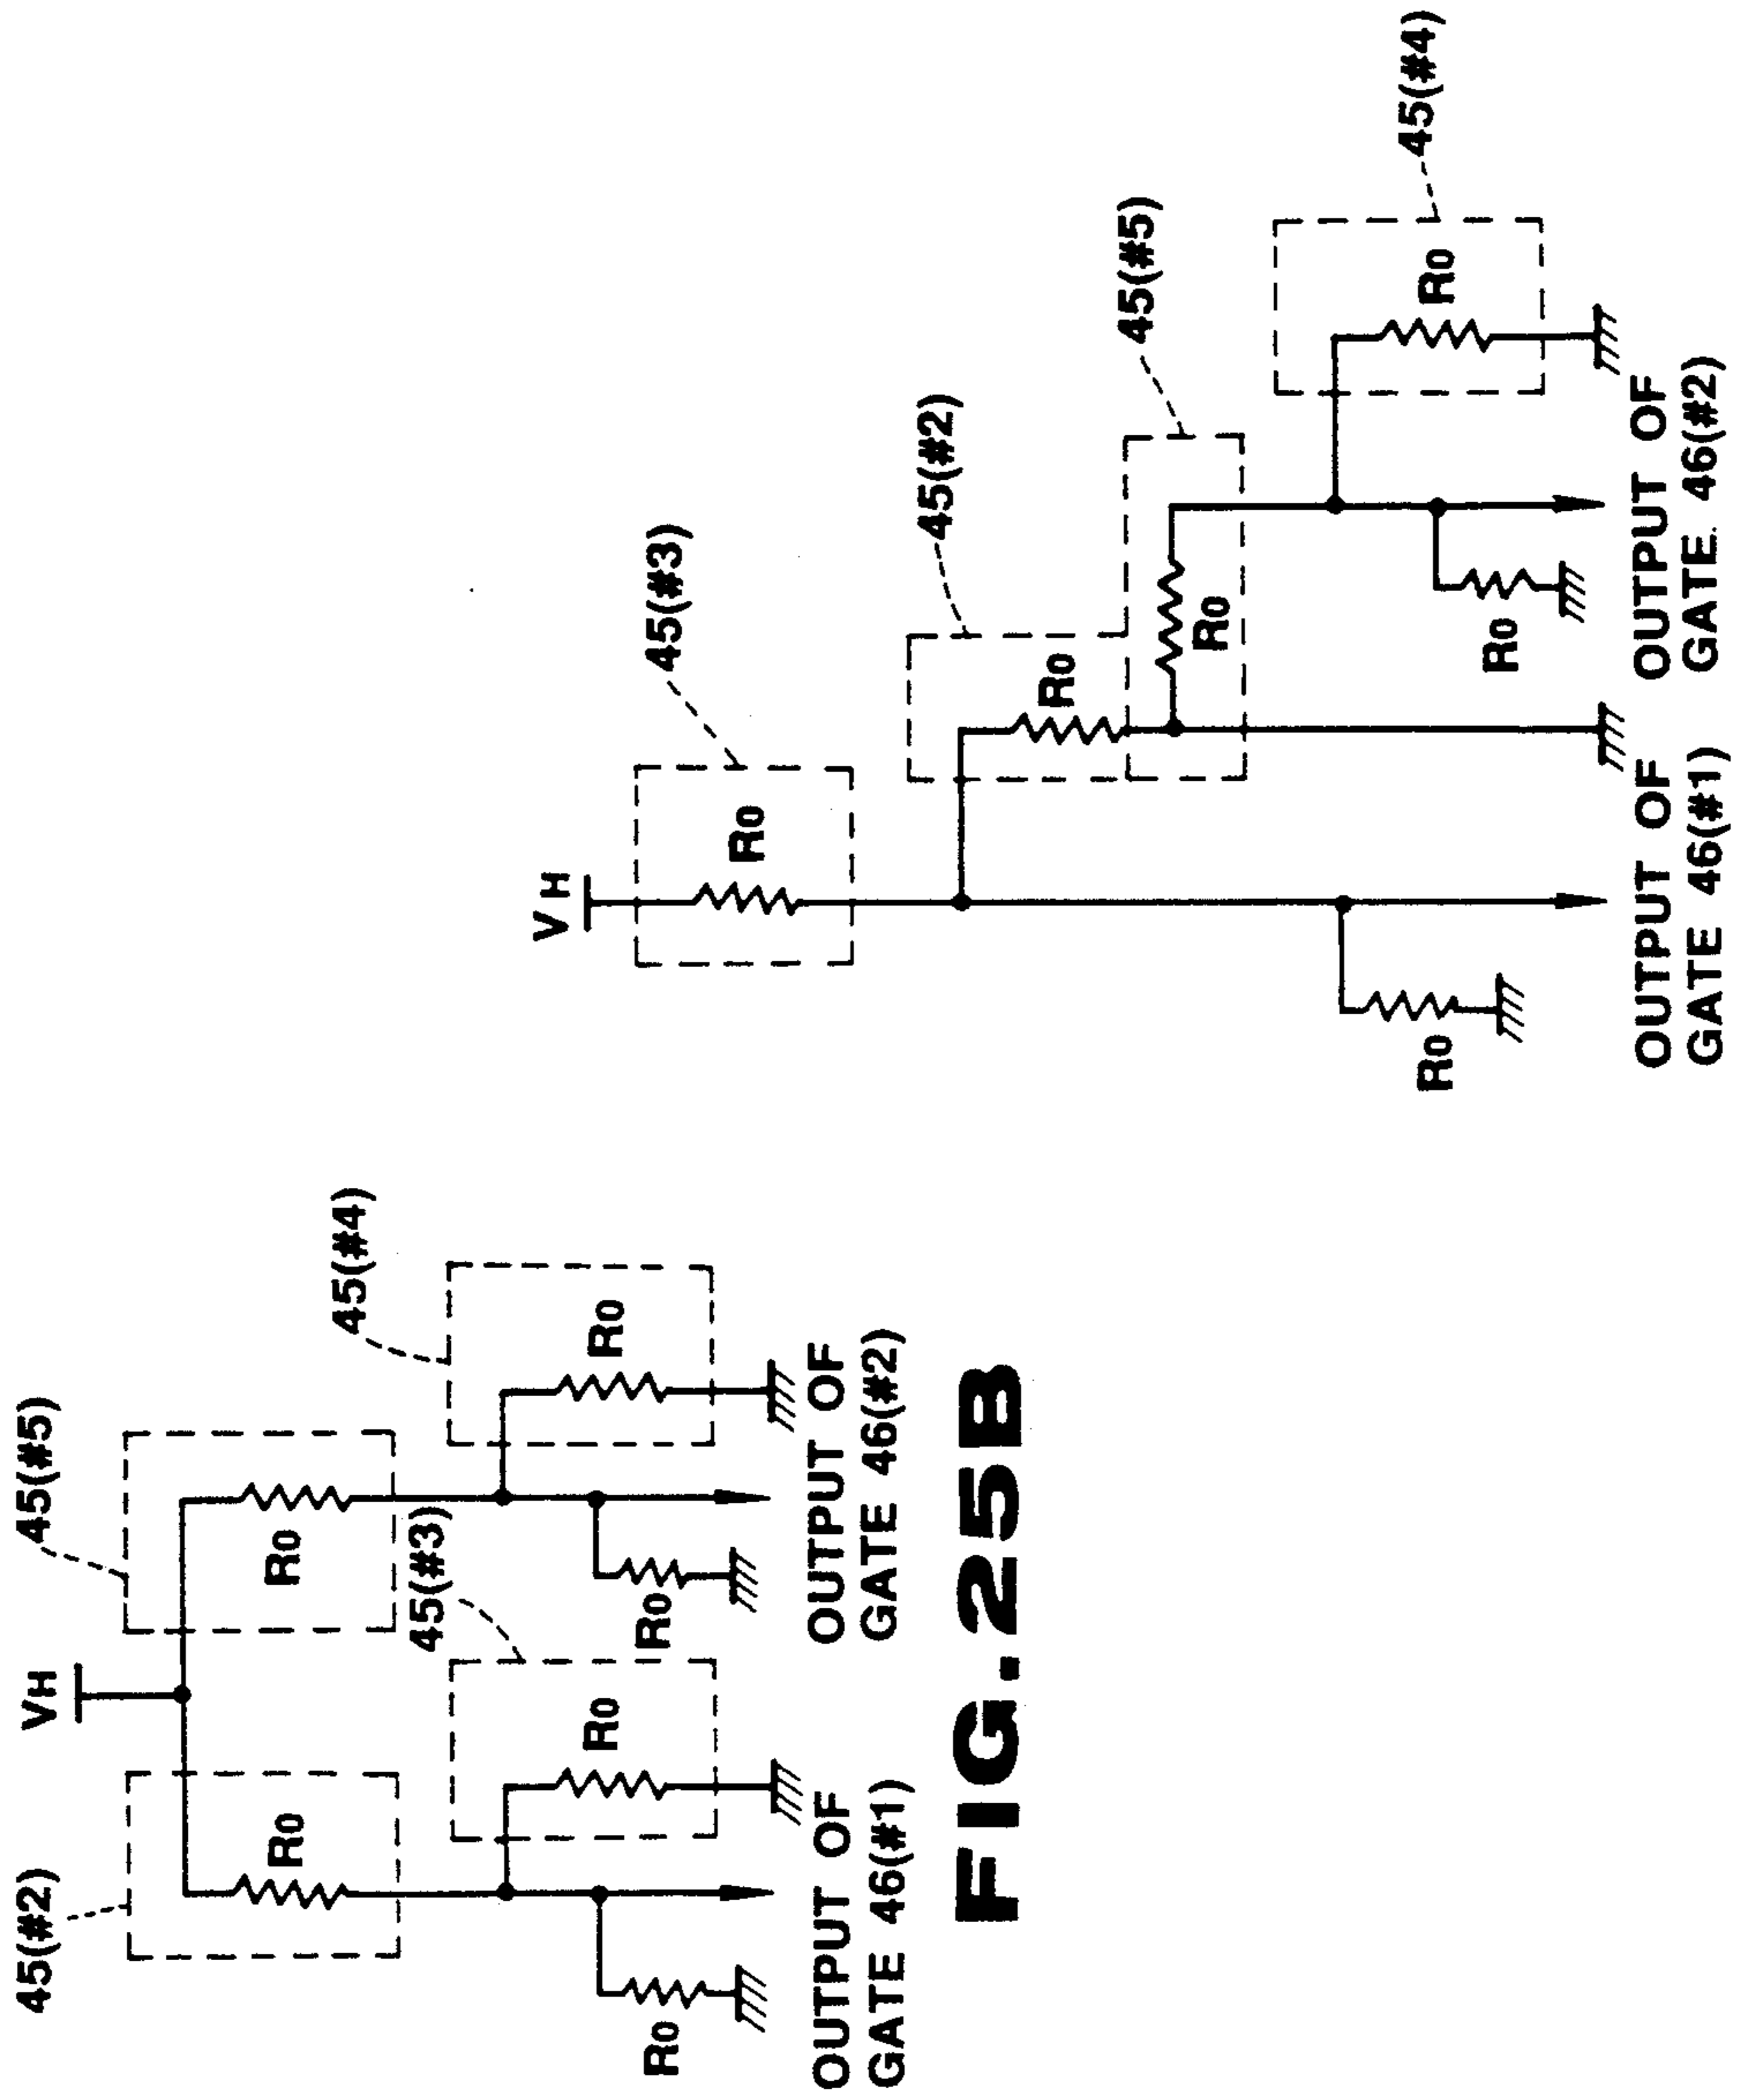 45(#2)
VH
45(#5)
R0
R0
45(#3)
45(#4)
R0
R0
R0
R0
OUTPUT OF
GATE 46(#1)
OUTPUT OF
GATE 46(#2)
FIG.25B
VH
45(#3)
R0
45(#2)
R0
45(#5)
R0
45(#4)
R0
R0
R0
OUTPUT OF
GATE 46(#1)
OUTPUT OF
GATE. 46(#2)